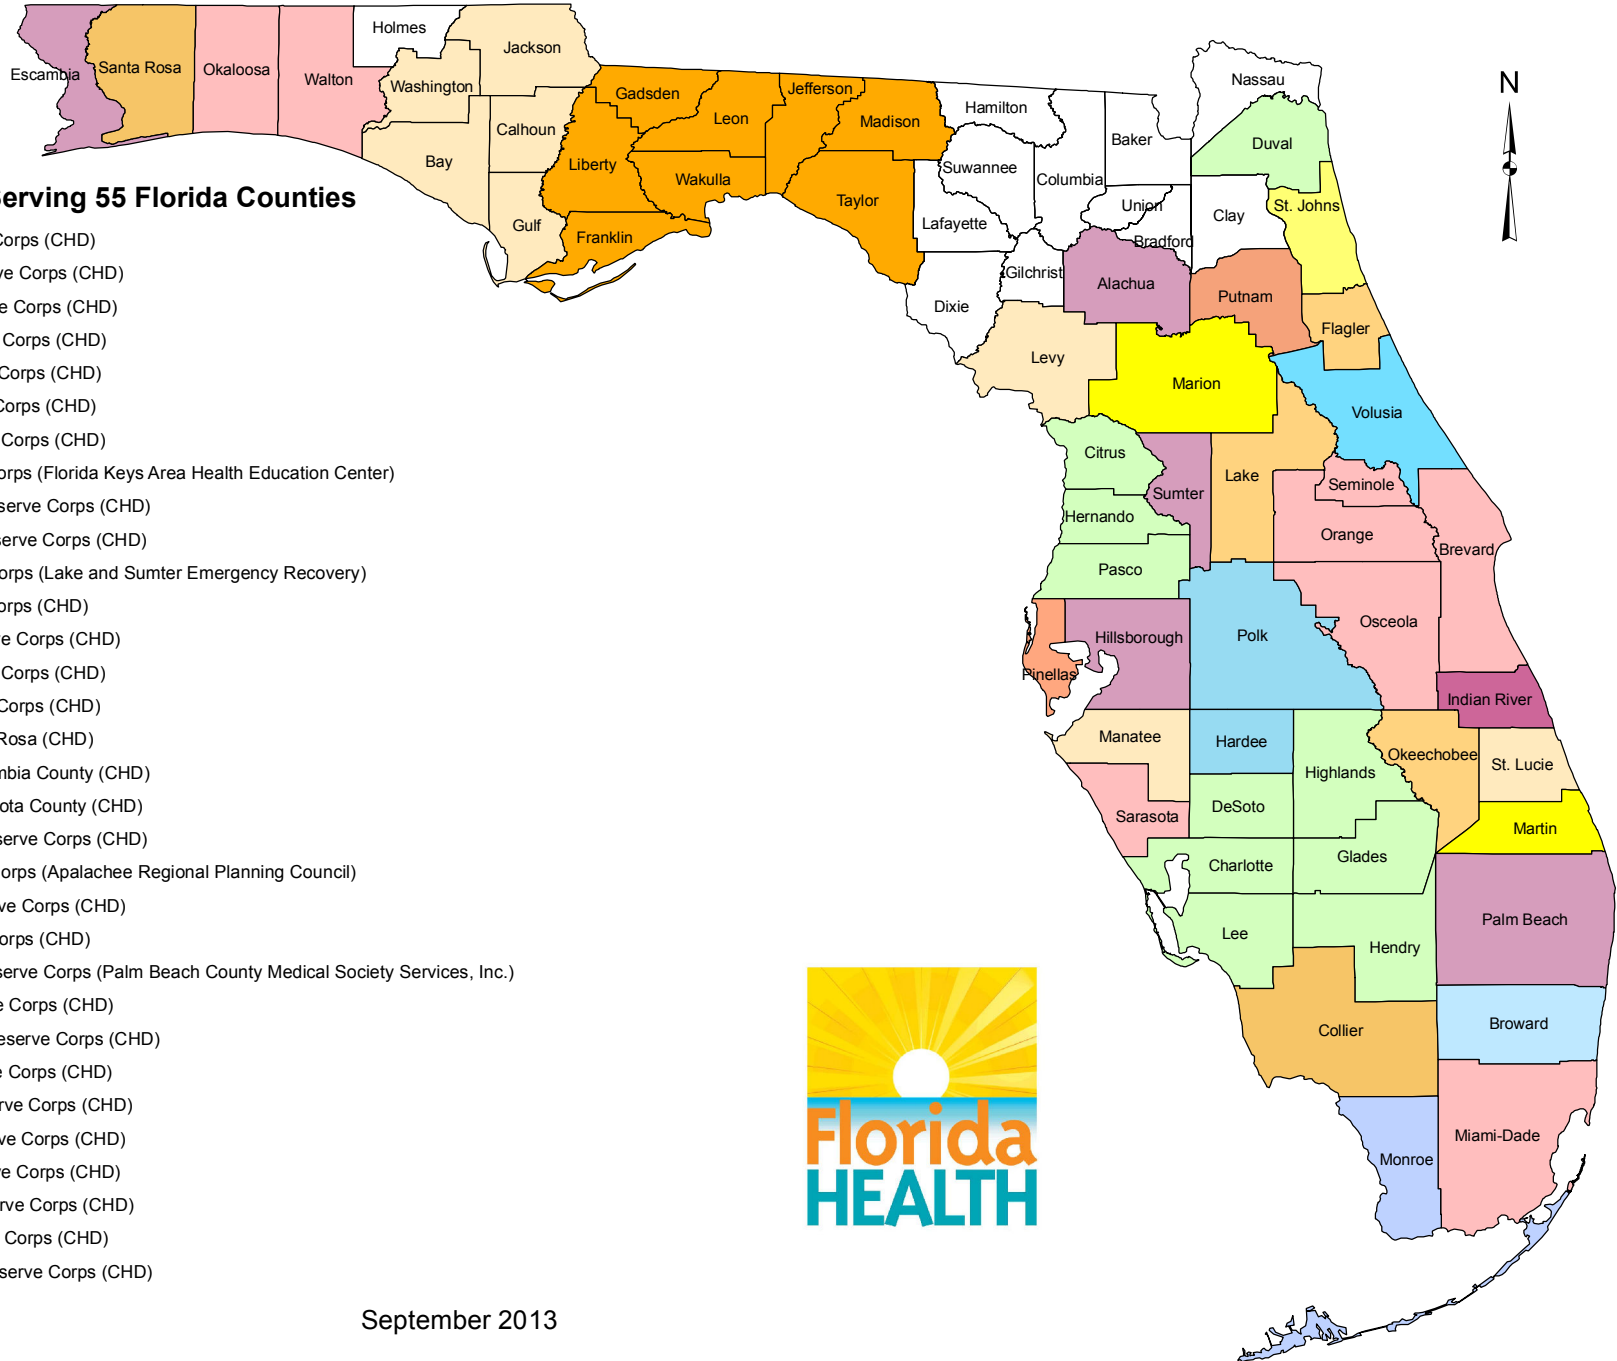 Holmes
Jackson
Escambia
Santa Rosa
Okaloosa
Walton
Washington
Calhoun
Bay
Gulf
Gadsden
Leon
Jefferson
Madison
Liberty
Wakulla
Franklin
Taylor
Hamilton
Suwannee
Columbia
Baker
Nassau
Duval
Union
Clay
St. Johns
Lafayette
Bradford
Gilchrist
Alachua
Putnam
Dixie
Flagler
Levy
Marion
Volusia
Citrus
Sumter
Lake
Seminole
Hernando
Orange
Brevard
Pasco
Osceola
Polk
Hillsborough
Pinellas
Indian River
Manatee
Hardee
Okeechobee
St. Lucie
Highlands
DeSoto
Sarasota
Martin
Glades
Charlotte
Palm Beach
Lee
Hendry
Collier
Broward
Miami-Dade
Monroe
N
Serving 55 Florida Counties
Corps (CHD)
ve Corps (CHD)
e Corps (CHD)
Corps (CHD)
Corps (CHD)
Corps (CHD)
Corps (CHD)
orps (Florida Keys Area Health Education Center)
serve Corps (CHD)
serve Corps (CHD)
orps (Lake and Sumter Emergency Recovery)
orps (CHD)
ve Corps (CHD)
Corps (CHD)
Corps (CHD)
Rosa (CHD)
mbia County (CHD)
ota County (CHD)
serve Corps (CHD)
orps (Apalachee Regional Planning Council)
ve Corps (CHD)
orps (CHD)
serve Corps (Palm Beach County Medical Society Services, Inc.)
e Corps (CHD)
eserve Corps (CHD)
e Corps (CHD)
rve Corps (CHD)
ve Corps (CHD)
ve Corps (CHD)
rve Corps (CHD)
Corps (CHD)
serve Corps (CHD)
Florida
HEALTH
September 2013